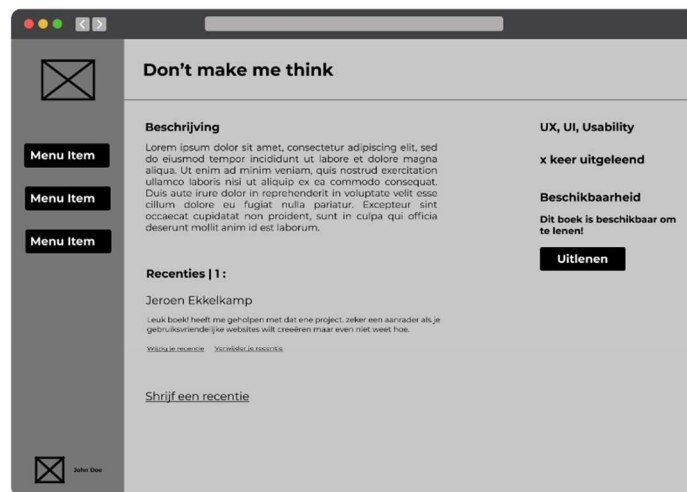 Don't make me think
Menu Item
Menu Item
Menu Item
John Doe
Beschrijving
Lorem ipsum dolor sit amet, consectetur adipiscing elit, sed
do eiusmod tempor incididunt ut labore et dolore magna
aliqua. Ut enim ad minim veniam, quis nostrud exercitation
ullamco laboris nisi ut aliquip ex ea commodo consequat.
Duis aute irure dolor in reprehenderit in voluptate velit esse
cillum dolore eu fugiat nulla pariatur. Excepteur sint
occaecat cupidatat non proident, sunt in culpa qui officia
deserunt mollit anim id est laborum.
Recenties | 1 :
Jeroen Ekkelkamp
Leuk boek! heeft me geholpen met dat ene project. zeker een aanrader als je
gebruiksvriendelijke websites wilt creeëren maar even niet weet hoe.
Wijzig je recentie Verwijder je recentie
Shrijf een recentie
UX, UI, Usability
x keer uitgeleend
Beschikbaarheid
Dit boek is beschikbaar om
te lenen!
Uitlenen